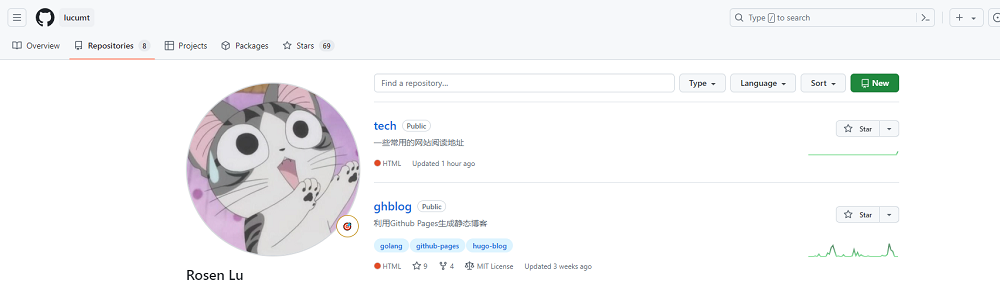 lucumt
Type / to search
Overview
Repositories 8
Projects
Packages
Stars 69
Find a repository...
Type
Language
Sort
New
tech Public
Star
一些常用的网站阅读地址
HTML Updated 1 hour ago
ghblog Public
Star
利用Github Pages生成静态博客
golang github-pages hugo-blog
HTML 9 4 MIT License Updated 3 weeks ago
Rosen Lu